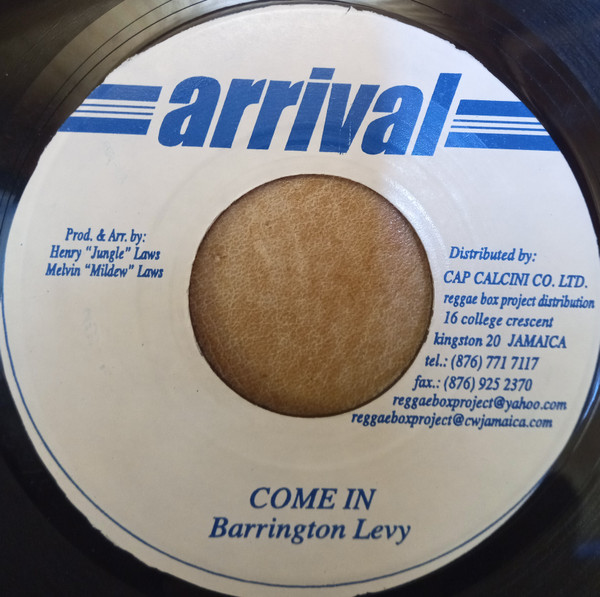 arrival
Prod. & Arr. by:
Henry "Jungle" Laws
Melvin "Mildew" Laws
Distributed by:
CAP CALCINI CO. LTD.
reggae box project distribution
16 college crescent
kingston 20 JAMAICA
tel.: (876) 771 7117
fax.: (876) 925 2370
reggaeboxproject@yahoo.com
reggaeboxproject@cwjamaica.com
COME IN
Barrington Levy